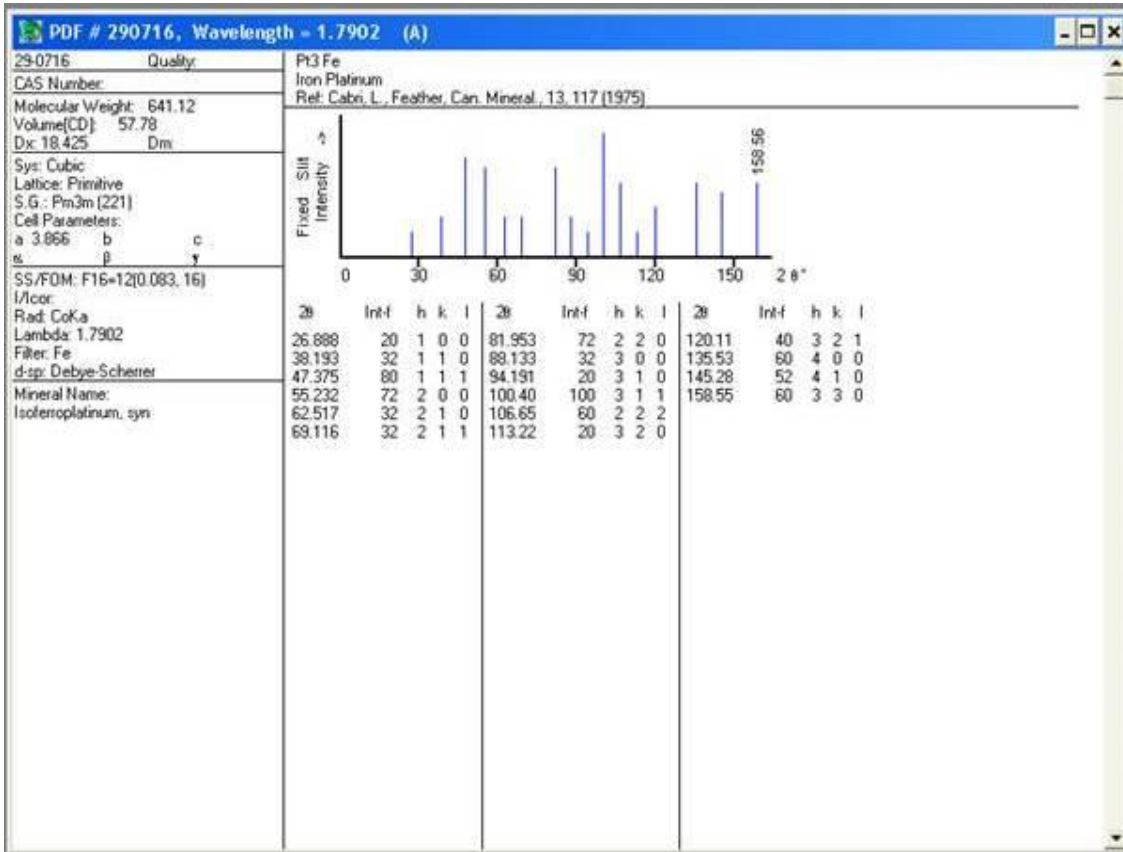 PDF # 290716, Wavelength = 1.7902 (A)
29-0716 Quality:
CAS Number:
Molecular Weight: 641.12
Volume[CD]: 57.78
Dx: 18.425 Dm:
Sys: Cubic
Lattice: Primitive
S.G.: Pm3m (221)
Cell Parameters:
a 3.866 b c
α β γ
SS/FOM: F16=12(0.083, 16)
I/Icor:
Rad: CoKa
Lambda: 1.7902
Filter: Fe
d-sp: Debye-Scherrer
Mineral Name:
Isoferroplatinum, syn
Pt3 Fe
Iron Platinum
Ref: Cabri, L., Feather, Can. Mineral., 13, 117 (1975)
Fixed Slit
Intensity ->
158.56
0 30 60 90 120 150 2 θ°
2θ Int-f h k l 2θ Int-f h k l 2θ Int-f h k l
26.888 20 1 0 0 81.953 72 2 2 0 120.11 40 3 2 1
38.193 32 1 1 0 88.133 32 3 0 0 135.53 60 4 0 0
47.375 80 1 1 1 94.191 20 3 1 0 145.28 52 4 1 0
55.232 72 2 0 0 100.40 100 3 1 1 158.55 60 3 3 0
62.517 32 2 1 0 106.65 60 2 2 2
69.116 32 2 1 1 113.22 20 3 2 0